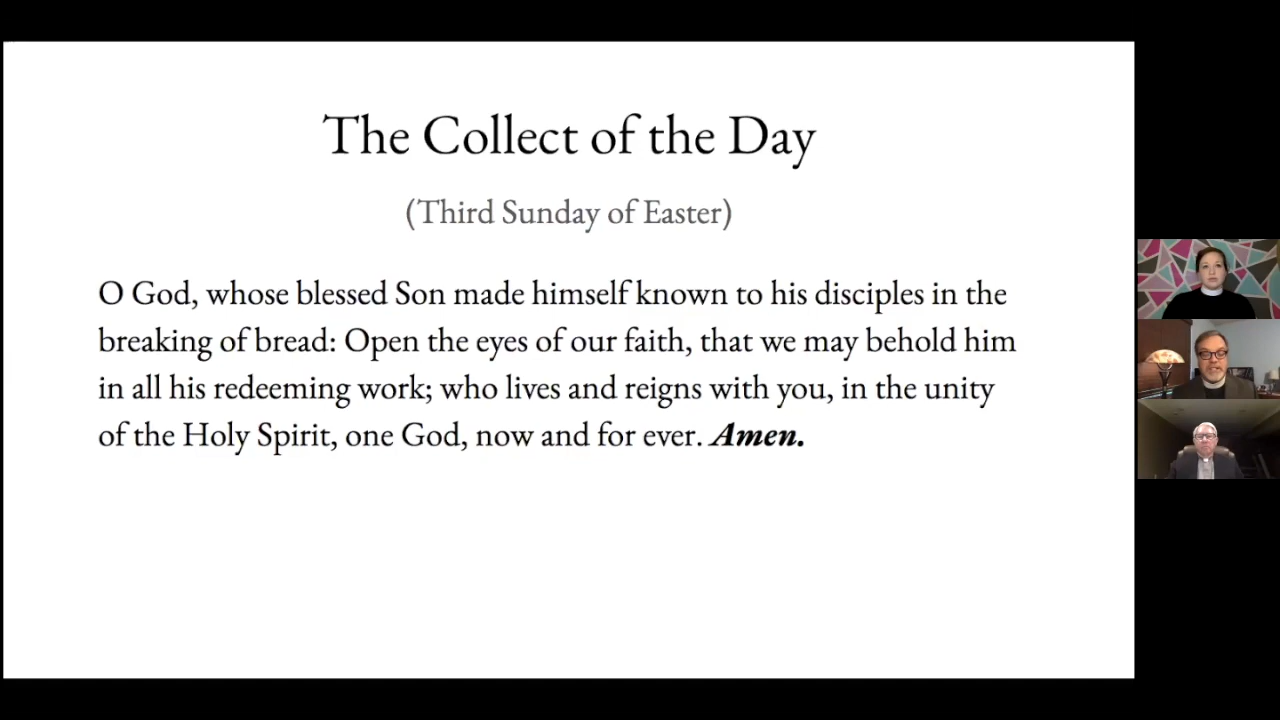 The Collect of the Day
(Third Sunday of Easter)
O God, whose blessed Son made himself known to his disciples in the
breaking of bread: Open the eyes of our faith, that we may behold him
in all his redeeming work; who lives and reigns with you, in the unity
of the Holy Spirit, one God, now and for ever. Amen.